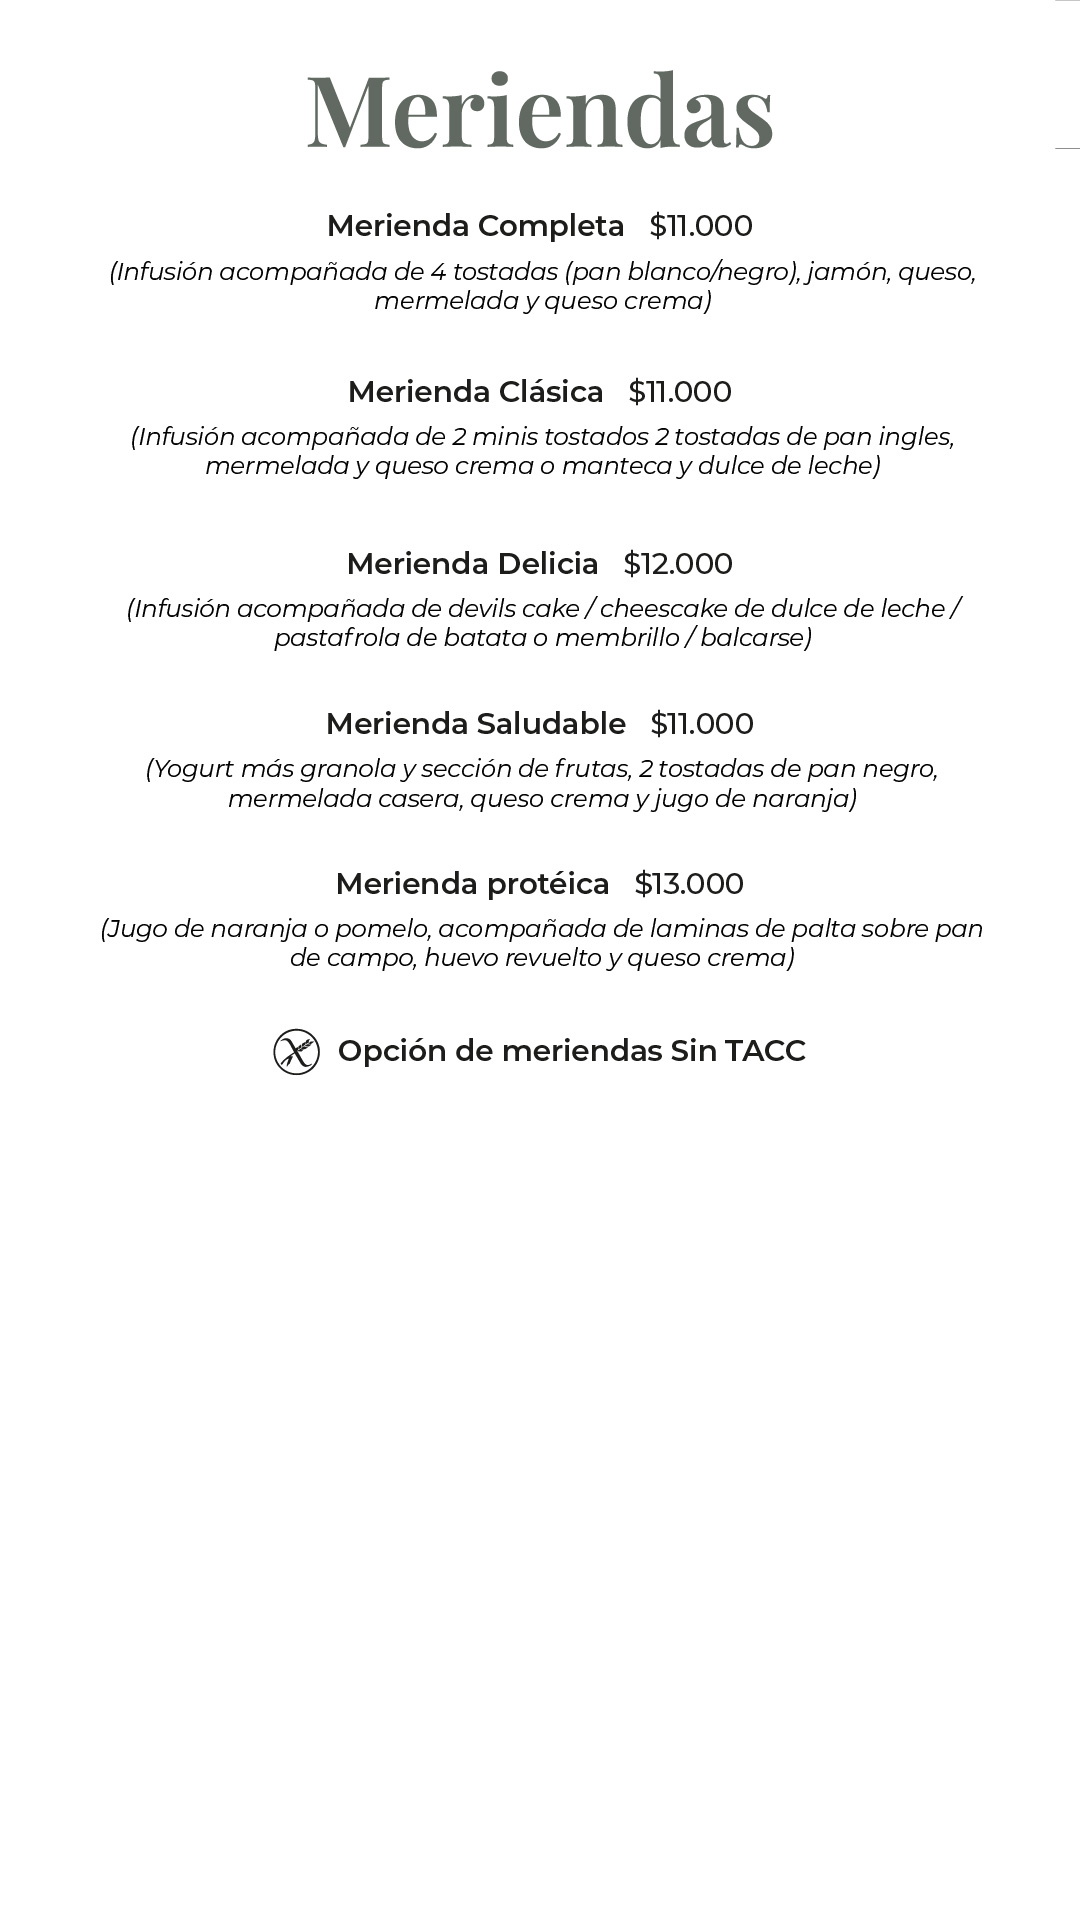 Meriendas
Merienda Completa $11.000
(Infusión acompañada de 4 tostadas (pan blanco/negro), jamón, queso,
mermelada y queso crema)
Merienda Clásica $11.000
(Infusión acompañada de 2 minis tostados 2 tostadas de pan ingles,
mermelada y queso crema o manteca y dulce de leche)
Merienda Delicia $12.000
(Infusión acompañada de devils cake / cheescake de dulce de leche /
pastafrola de batata o membrillo / balcarse)
Merienda Saludable $11.000
(Yogurt más granola y sección de frutas, 2 tostadas de pan negro,
mermelada casera, queso crema y jugo de naranja)
Merienda protéica $13.000
(Jugo de naranja o pomelo, acompañada de laminas de palta sobre pan
de campo, huevo revuelto y queso crema)
Opción de meriendas Sin TACC